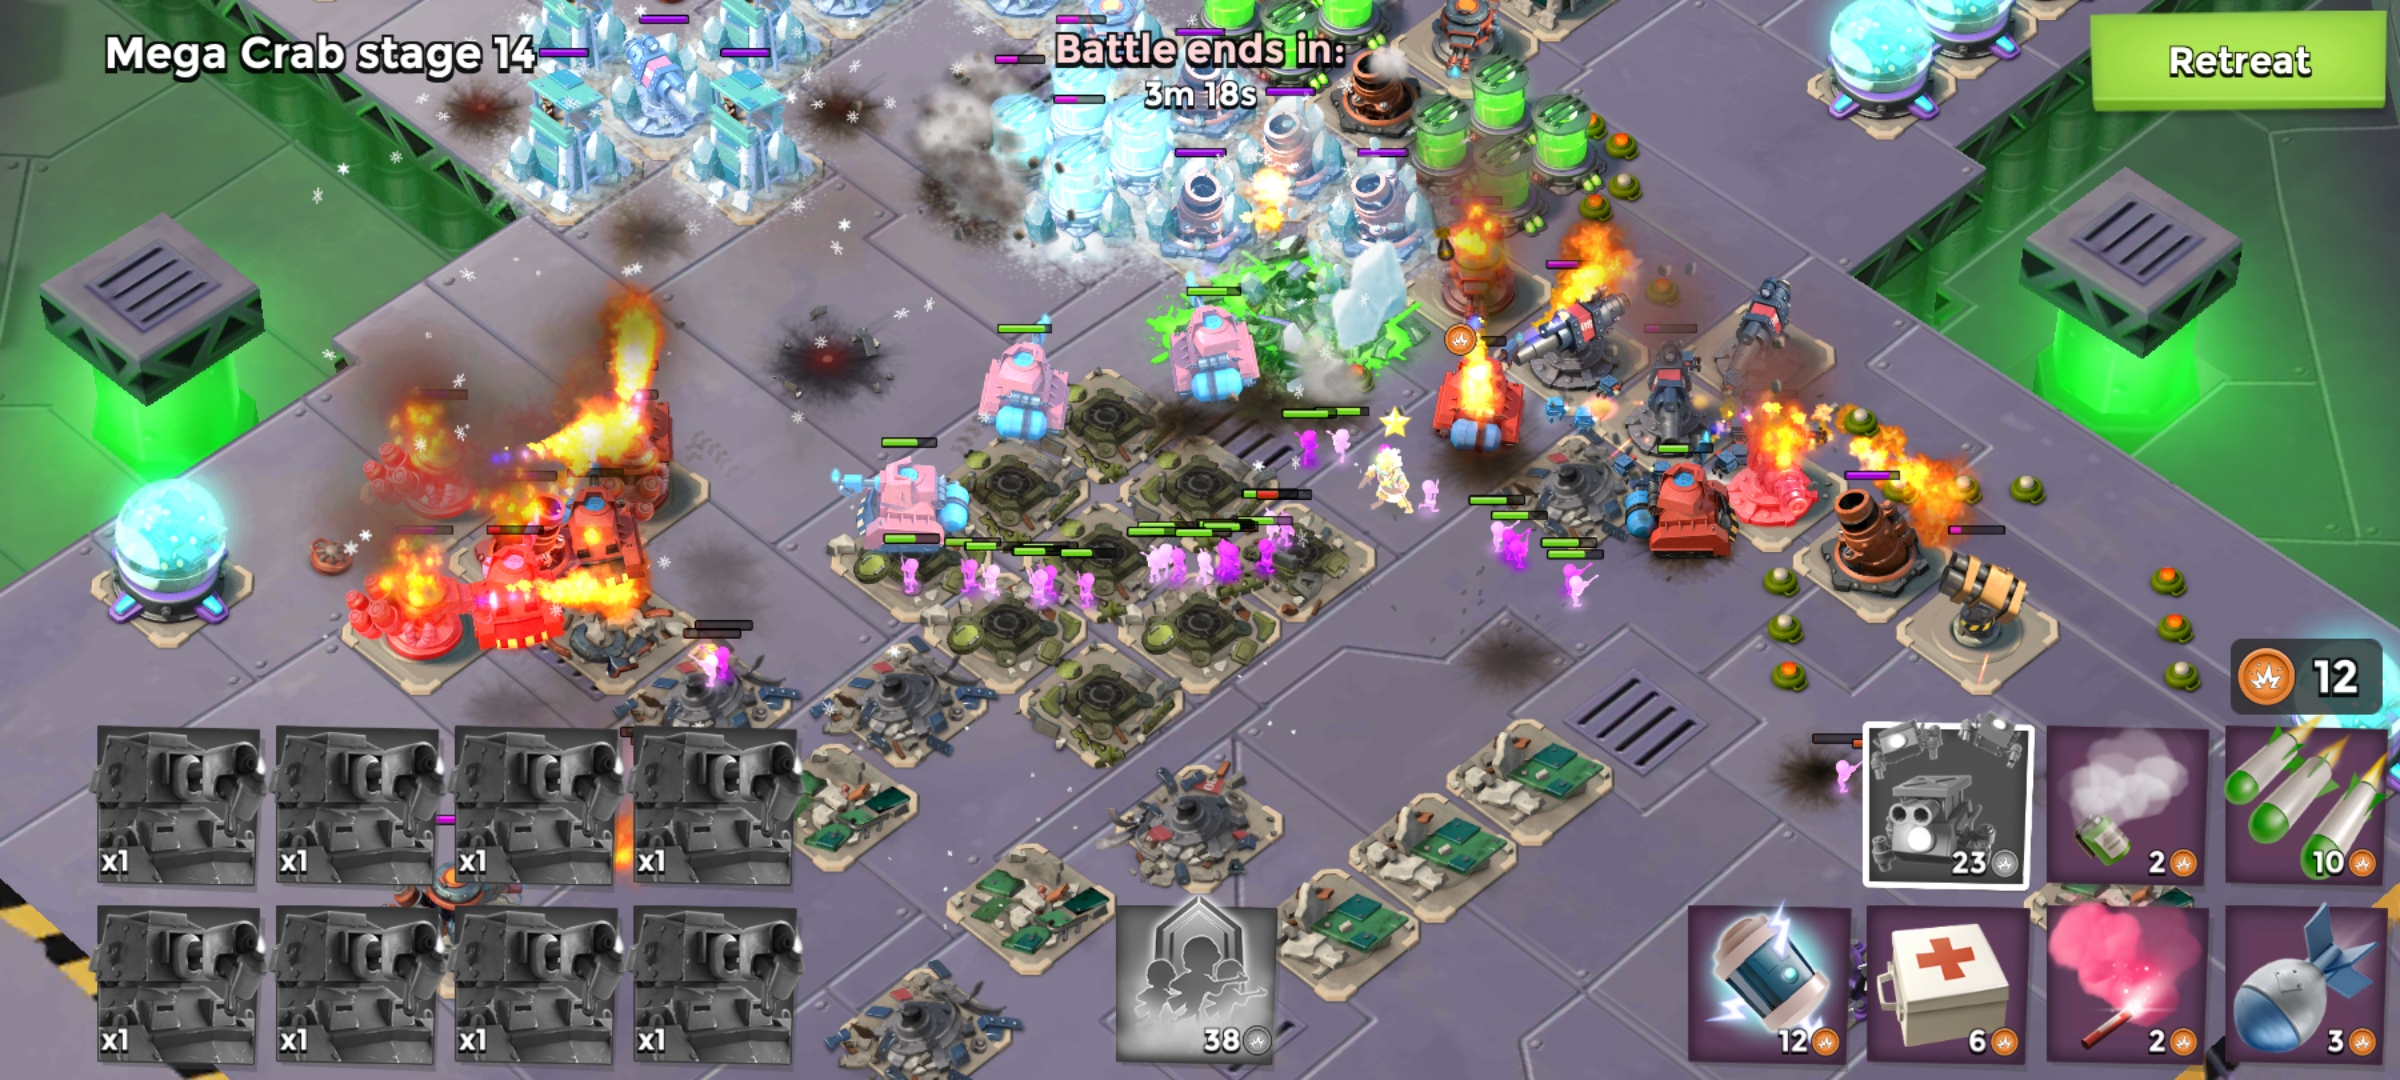 Mega Crab stage 14
Battle ends in:
3m 18s
Retreat
12
x1
x1
x1
x1
23
2
10
x1
x1
x1
x1
38
12
6
2
3